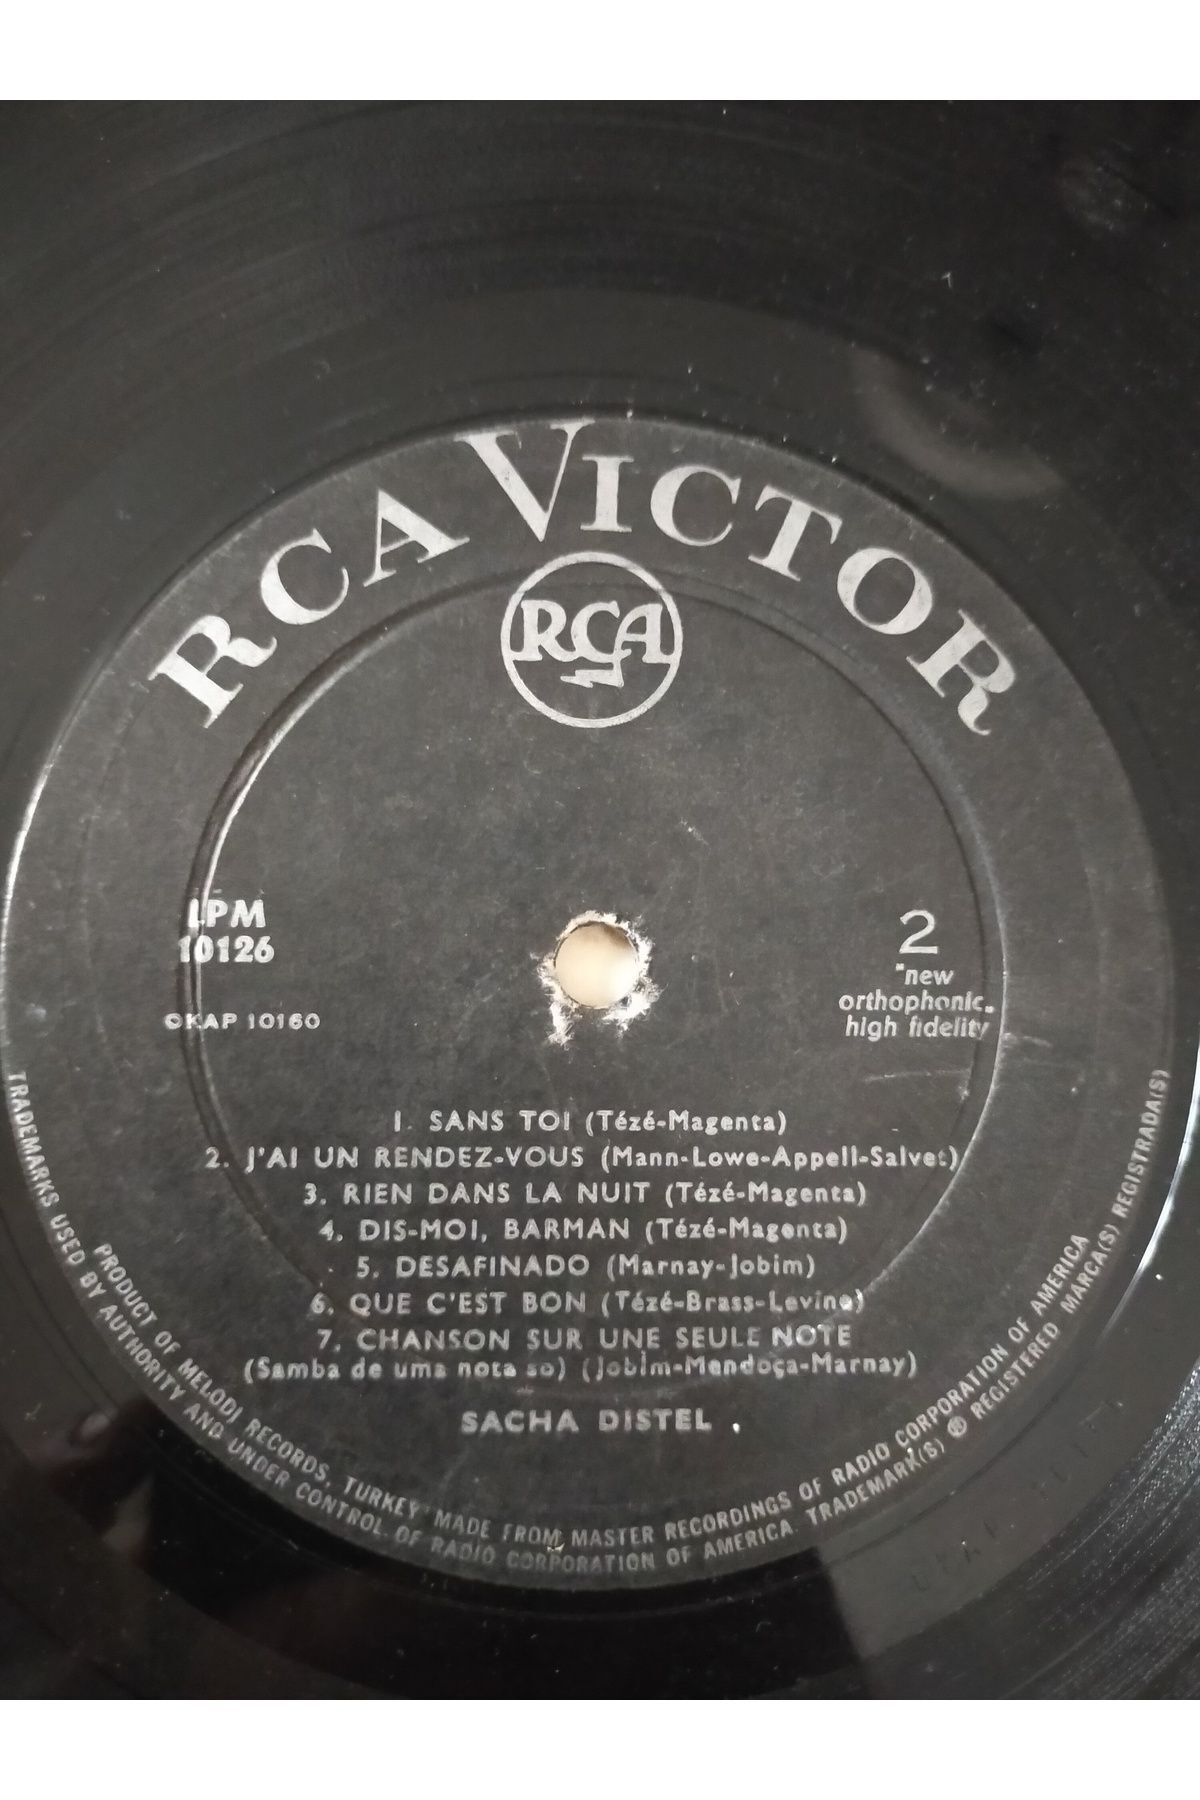 RCA VICTOR
RCA
LPM
10126
©KAP 10160
2
"new
orthophonic„
high fidelity
1. SANS TOI (Tézé-Magenta)
2. J'AI UN RENDEZ-VOUS (Mann-Lowe-Appell-Salvet)
3. RIEN DANS LA NUIT (Tézé-Magenta)
4. DIS-MOI, BARMAN (Tézé-Magenta)
5. DESAFINADO (Marnay-Jobim)
6. QUE C'EST BON (Tézé-Brass-Levine)
7. CHANSON SUR UNE SEULE NOTE
(Samba de uma nota so) (Jobim-Mendoça-Marnay)
SACHA DISTEL
PRODUCT OF MELODI RECORDS, TURKEY MADE FROM MASTER RECORDINGS OF RADIO CORPORATION OF AMERICA
TRADEMARKS USED BY AUTHORITY AND UNDER CONTROL OF RADIO CORPORATION OF AMERICA. TRADEMARK(S) ® REGISTERED MARCA(S) REGISTRADA(S)